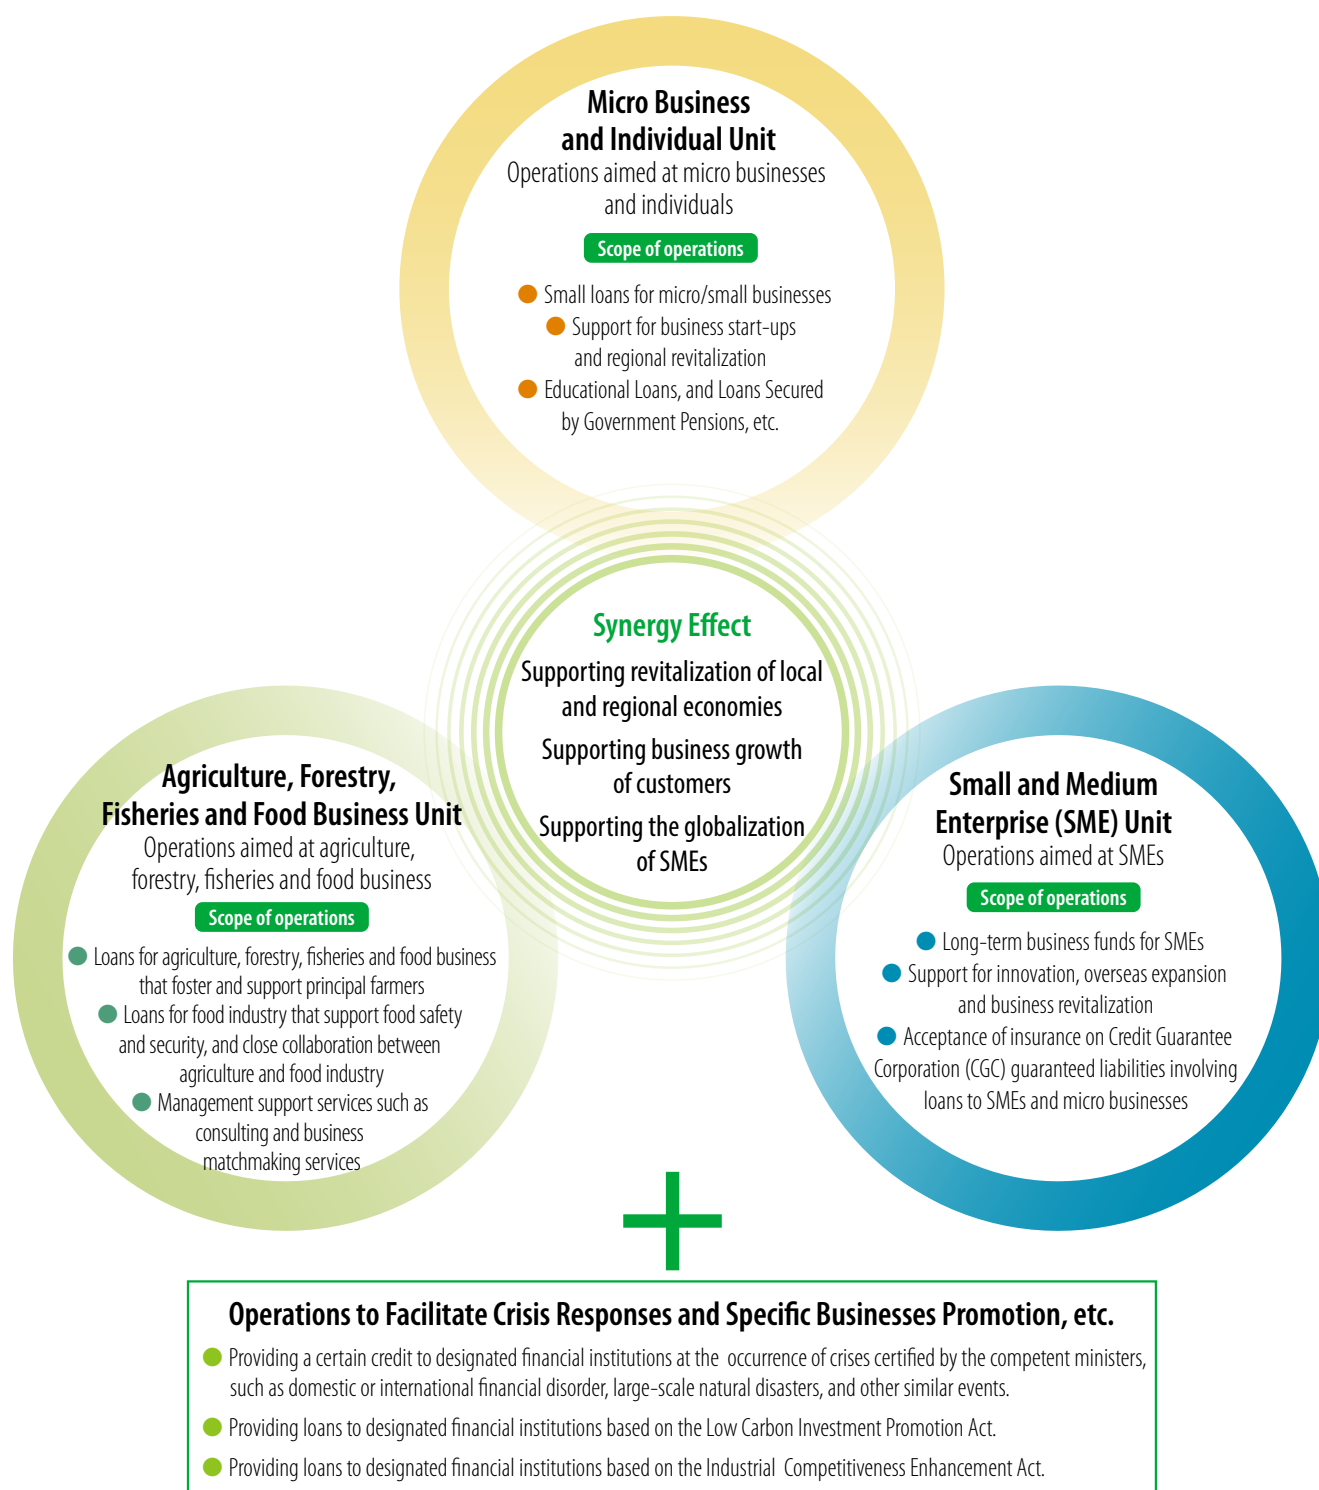 Micro Business
and Individual Unit
Operations aimed at micro businesses
and individuals
Scope of operations
Small loans for micro/small businesses
Support for business start-ups
and regional revitalization
Educational Loans, and Loans Secured
by Government Pensions, etc.
Synergy Effect
Supporting revitalization of local
and regional economies
Supporting business growth
of customers
Supporting the globalization
of SMEs
Agriculture, Forestry,
Fisheries and Food Business Unit
Operations aimed at agriculture,
forestry, fisheries and food business
Scope of operations
Loans for agriculture, forestry, fisheries and food business
that foster and support principal farmers
Loans for food industry that support food safety
and security, and close collaboration between
agriculture and food industry
Management support services such as
consulting and business
matchmaking services
Small and Medium
Enterprise (SME) Unit
Operations aimed at SMEs
Scope of operations
Long-term business funds for SMEs
Support for innovation, overseas expansion
and business revitalization
Acceptance of insurance on Credit Guarantee
Corporation (CGC) guaranteed liabilities involving
loans to SMEs and micro businesses
Operations to Facilitate Crisis Responses and Specific Businesses Promotion, etc.
Providing a certain credit to designated financial institutions at the occurrence of crises certified by the competent ministers,
such as domestic or international financial disorder, large-scale natural disasters, and other similar events.
Providing loans to designated financial institutions based on the Low Carbon Investment Promotion Act.
Providing loans to designated financial institutions based on the Industrial Competitiveness Enhancement Act.